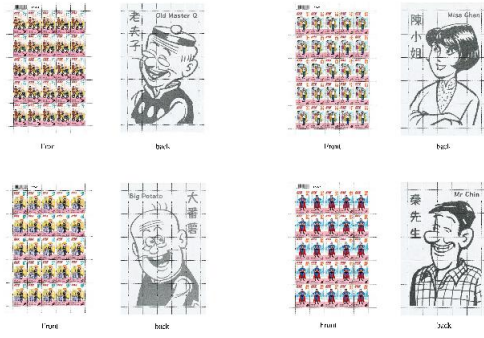 老夫子
Old Master Q
陳小姐
Miss Chan
Front
back
Front
back
Big Potato
大番薯
秦先生
Mr Chin
Front
back
Front
back